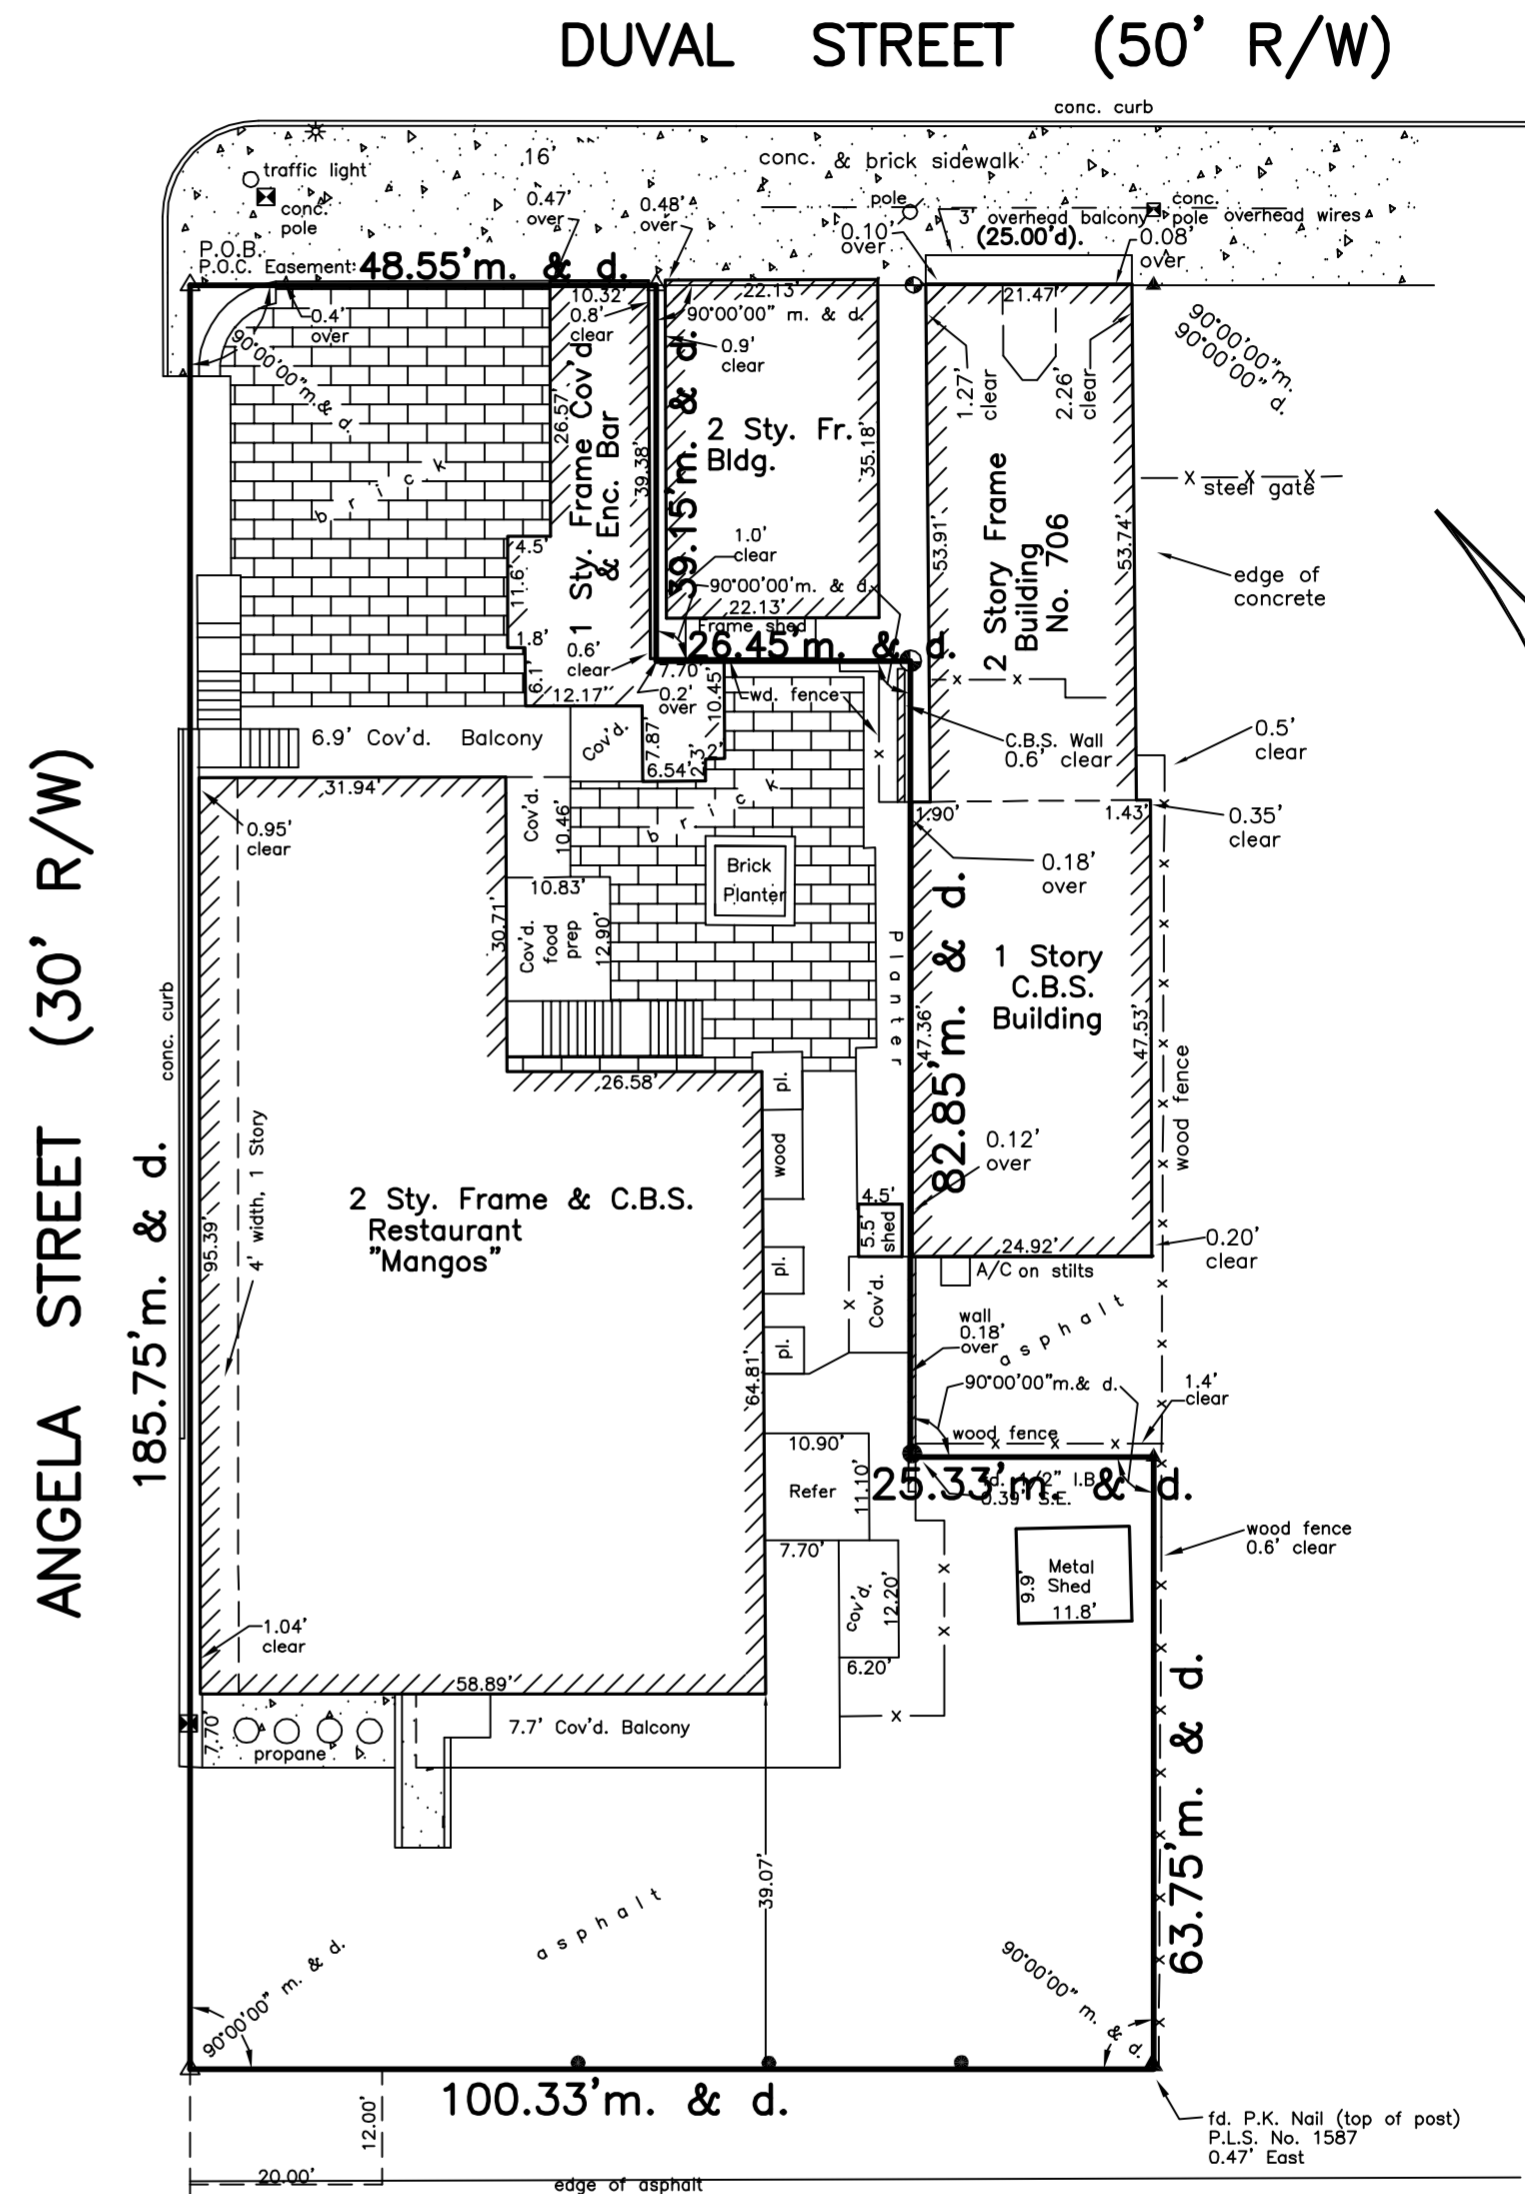 DUVAL STREET (50' R/W)
conc. curb
16'
conc. & brick sidewalk
traffic light
conc.
pole
0.47'
over
0.48'
over
pole
3' overhead balcony
(25.00'd).
conc.
pole
overhead wires
0.10'
over
0.08'
over
P.O.B.
P.O.C. Easement
48.55'm. & d.
10.32'
22.13'
21.47'
0.4'
over
0.8'
clear
90°00'00" m. & d.
0.9'
clear
90°00'00"m.& d.
90°00'00"m.
90°00'00" d.
1.27'
clear
2.26'
clear
26.57'
1 Sty. Frame Cov'd
& Enc. Bar
39.38'
39.15'm. & d.
2 Sty. Fr.
Bldg.
35.18'
brick
steel gate
4.5'
11.6'
1.0'
clear
90°00'00'm. & d.
22.13'
Frame shed
53.91'
2 Story Frame
Building
No. 706
53.74'
edge of
concrete
1.8'
6.1'
0.6'
clear
26.45'm. & d.
7.70'
12.17"
0.2'
over
10.45'
wd. fence
C.B.S. Wall
0.6' clear
0.5'
clear
6.9' Cov'd. Balcony
Cov'd.
7.87'
6.54'
2.3'
2'
31.94'
0.95'
clear
Cov'd.
10.46'
brick
1.90'
1.43'
0.35'
clear
0.18'
over
Brick
Planter
10.83'
30.71'
Cov'd.
food
prep
12.90'
Planter
82.85'm. & d.
1 Story
C.B.S.
Building
47.36'
47.53'
wood fence
ANGELA STREET (30' R/W)
conc. curb
185.75'm. & d.
26.58'
pl.
wood
4' width, 1 Story
95.39'
2 Sty. Frame & C.B.S.
Restaurant
"Mangos"
0.12'
over
4.5'
5.5'
shed
24.92'
0.20'
clear
A/C on stilts
pl.
Cov'd.
wall
0.18'
over
asphalt
pl.
64.81'
90°00'00"m.& d.
1.4'
clear
wood fence
10.90'
Refer
11.10'
25.33'm. & d.
fd. 1/2" I.B.
0.39' S.E.
7.70'
wood fence
0.6' clear
Cov'd.
12.20'
6.20'
Metal
Shed
9.9'
11.8'
1.04'
clear
58.89'
7.70'
propane
7.7' Cov'd. Balcony
63.75'm. & d.
39.07'
asphalt
90°00'00" m. & d.
90°00'00" m. & d.
100.33'm. & d.
12.00'
20.00'
edge of asphalt
fd. P.K. Nail (top of post)
P.L.S. No. 1587
0.47' East